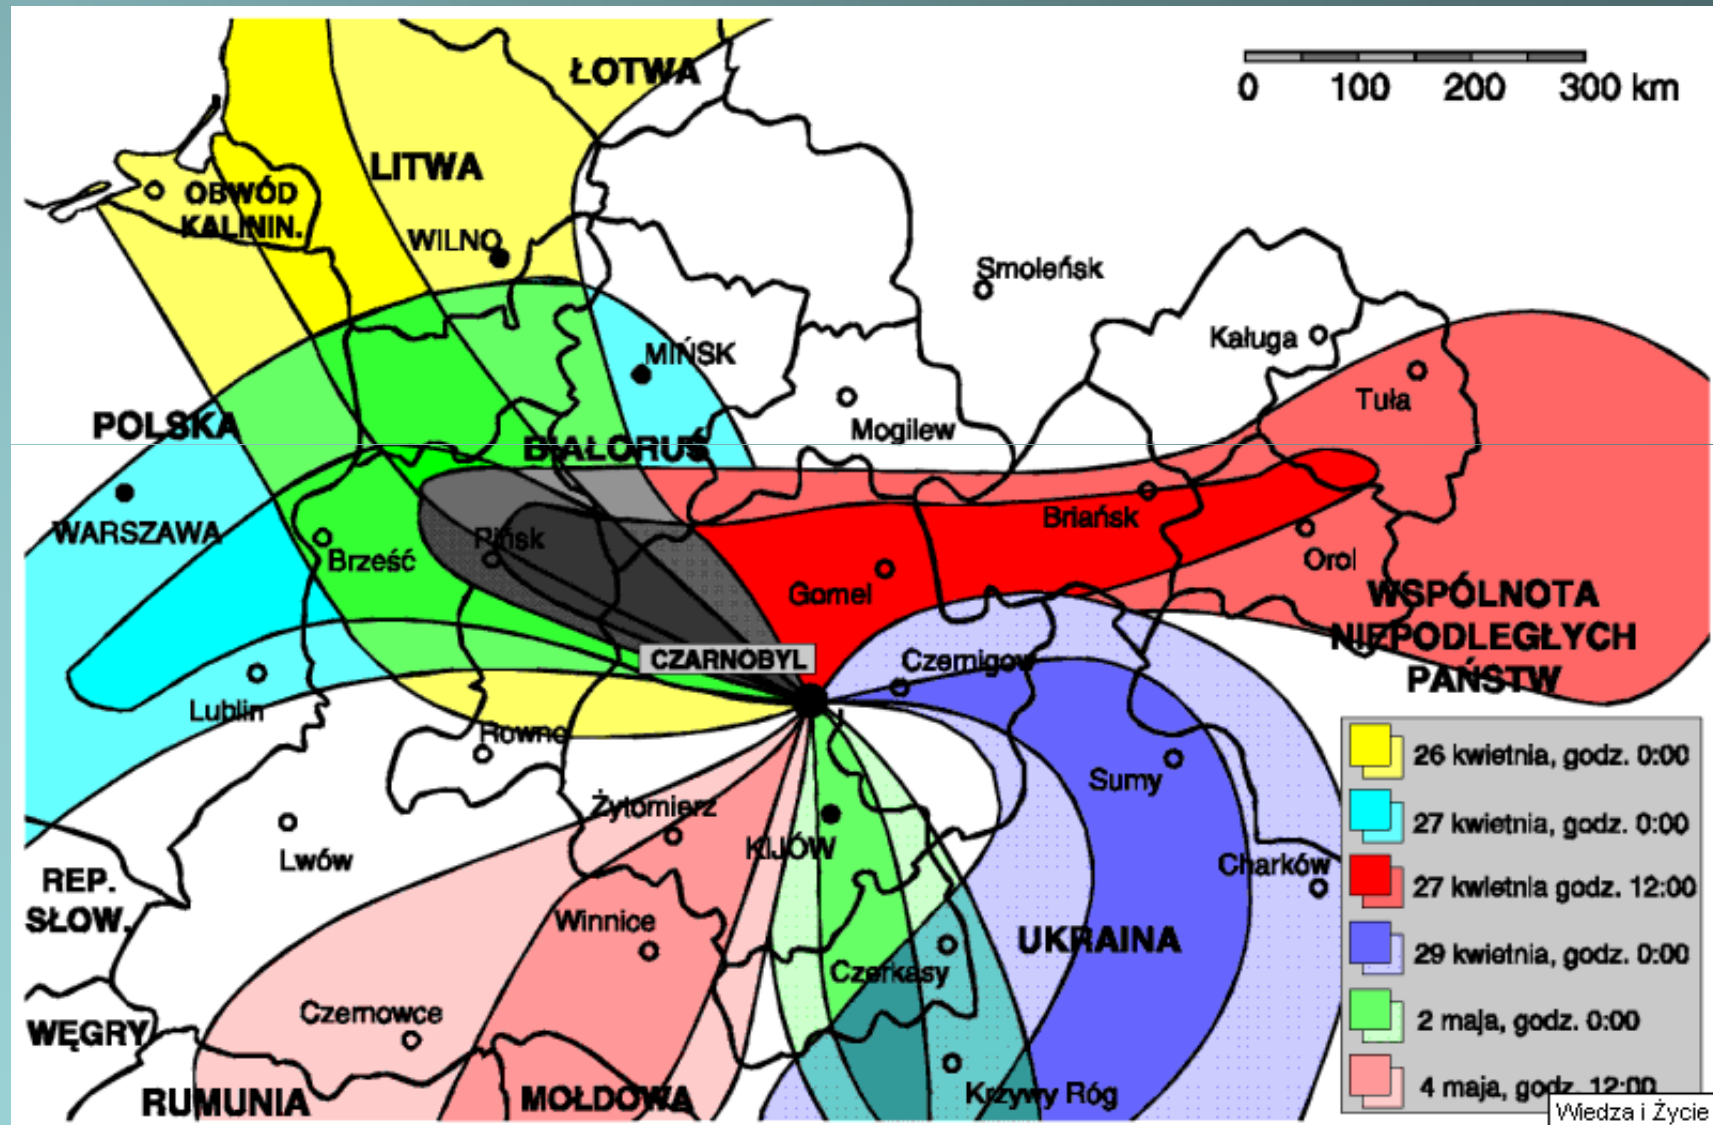 ŁOTWA
0 100 200 300 km
LITWA
OBWÓD
KALININ.
WILNO
Smoleńsk
Kaługa
MIŃSK
Tuła
POLSKA
Mogilew
BIAŁORUŚ
WARSZAWA
Briańsk
Pińsk
Brześć
Orol
Gomel
WSPÓLNOTA
NIEPODLEGŁYCH
PAŃSTW
CZARNOBYL
Czernigow
Lublin
Rowno
26 kwietnia, godz. 0:00
Sumy
Żytomierz
27 kwietnia, godz. 0:00
KIJÓW
Lwów
Charków
27 kwietnia godz. 12:00
REP.
SŁOW.
Winnice
UKRAINA
29 kwietnia, godz. 0:00
Czerkasy
Czernowce
2 maja, godz. 0:00
WĘGRY
RUMUNIA
MOŁDOWA
Krzywy Róg
4 maja, godz. 12:00
Wiedza i Życie